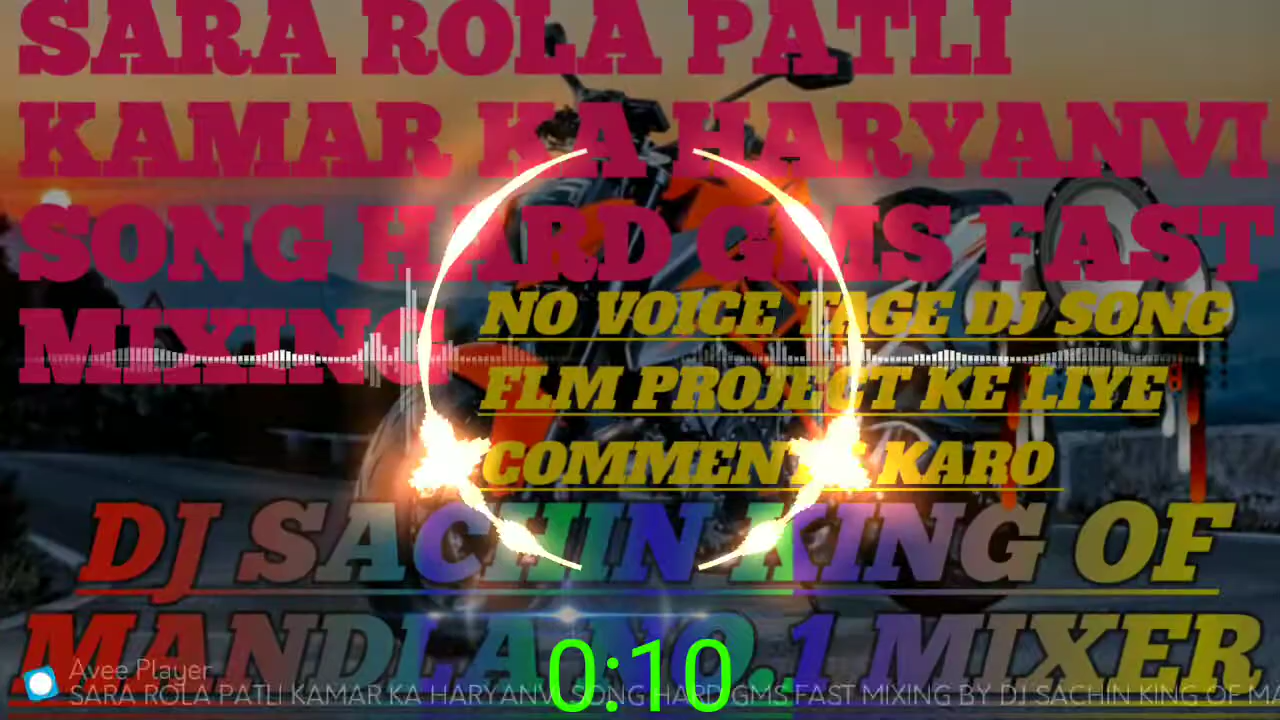 SARA ROLA PATLI
KAMAR KA HARYANVI
SONG HARD GMS FAST
MIXING
NO VOICE TAGE DJ SONG
FLM PROJECT KE LIYE
COMMENT KARO
DJ SACHIN KING OF
MANDLA NO.1 MIXER
0:10
Avee Player
SARA ROLA PATLI KAMAR KA HARYANVI SONG HARD GMS FAST MIXING BY DJ SACHIN KING OF MA